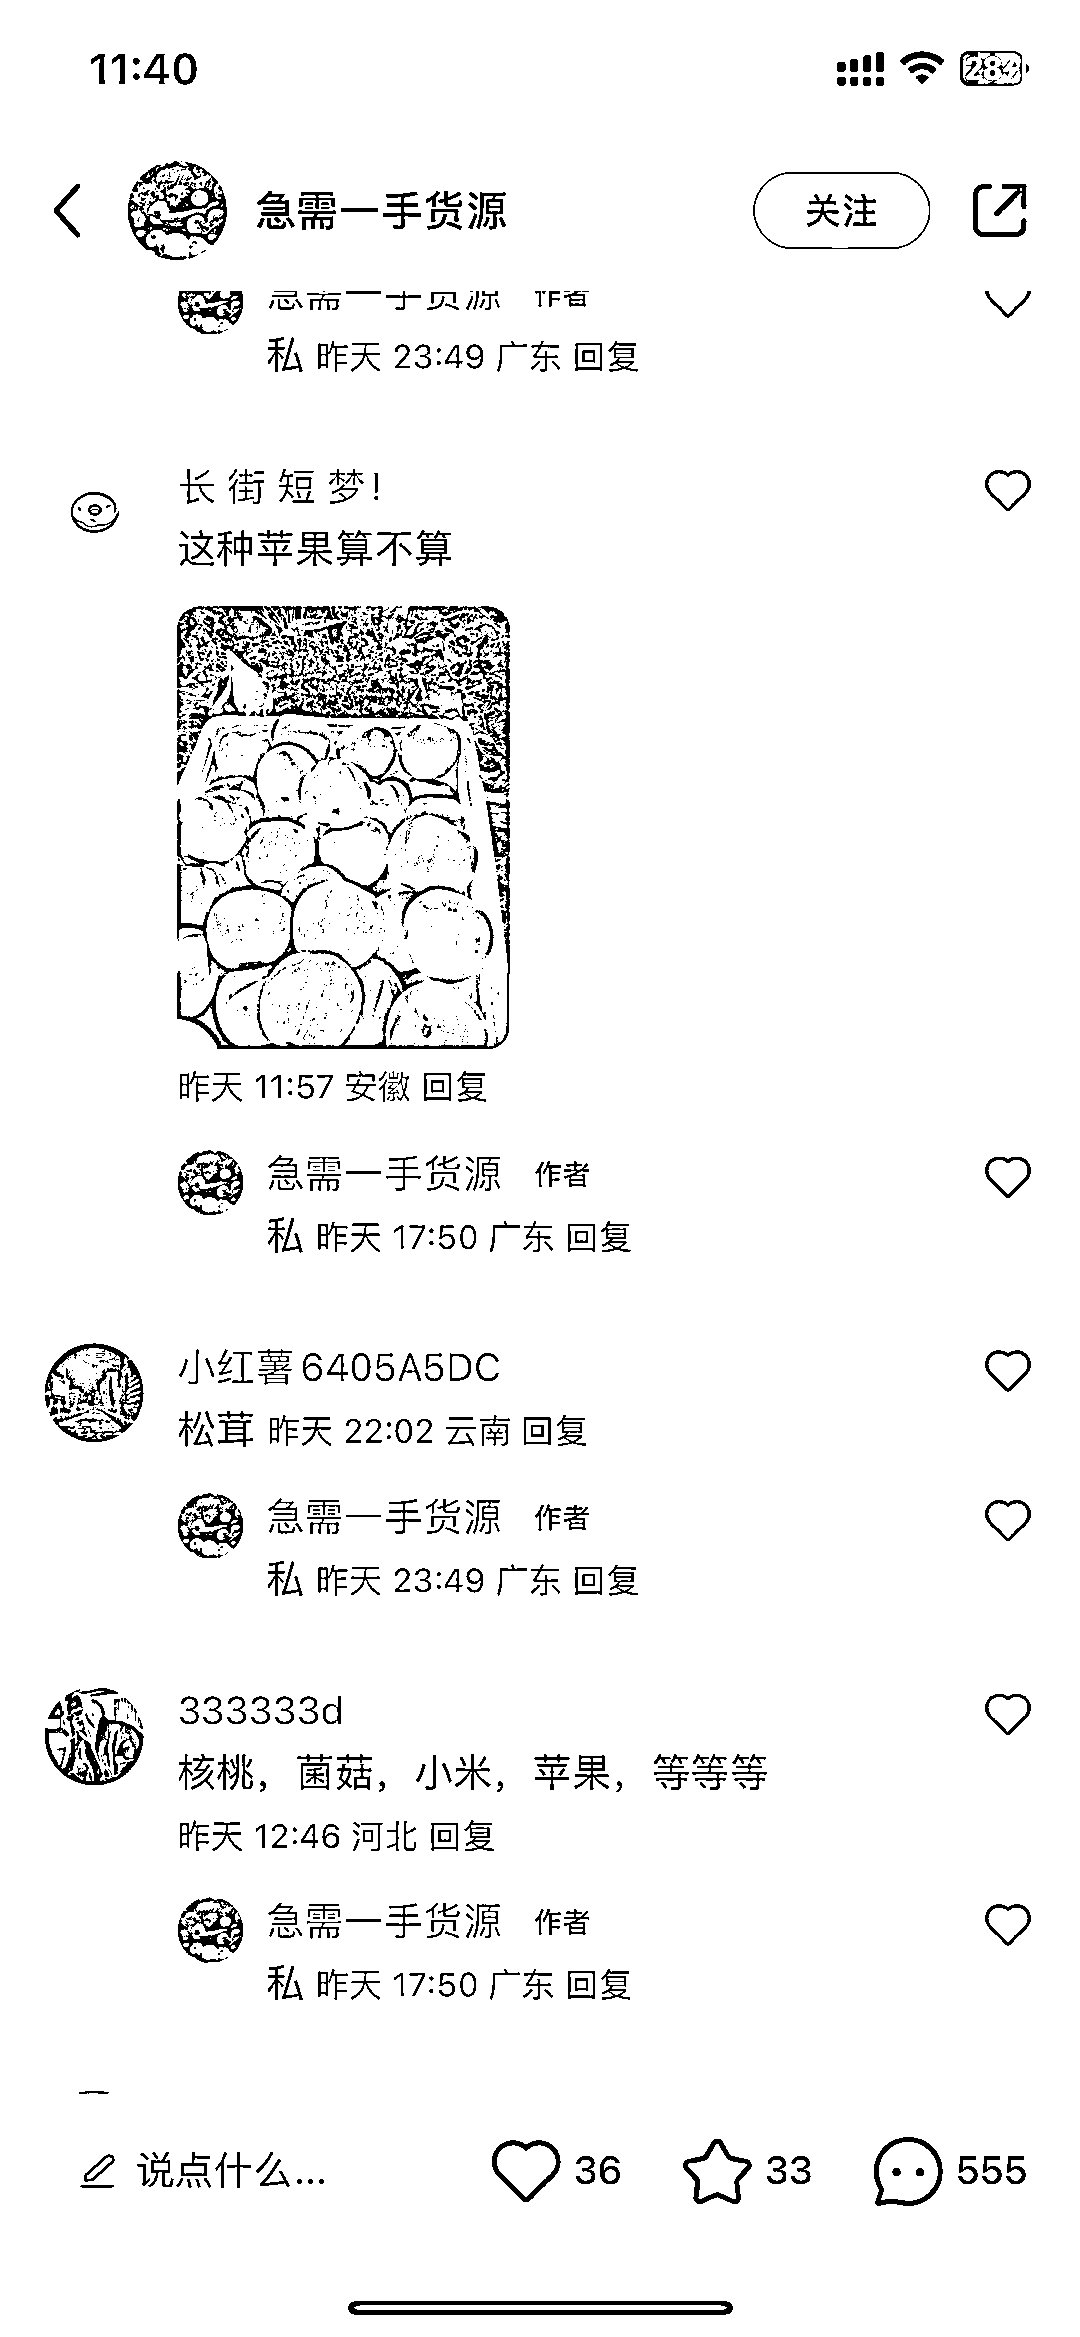 11:40
28
急需一手货源
关注
急需一手货源 作者
私 昨天 23:49 广东 回复
长 街 短 梦!
这种苹果算不算
昨天 11:57 安徽 回复
急需一手货源 作者
私 昨天 17:50 广东 回复
小红薯6405A5DC
松茸 昨天 22:02 云南 回复
急需一手货源 作者
私 昨天 23:49 广东 回复
333333d
核桃，菌菇，小米，苹果，等等等
昨天 12:46 河北 回复
急需一手货源 作者
私 昨天 17:50 广东 回复
说点什么...
36
33
555